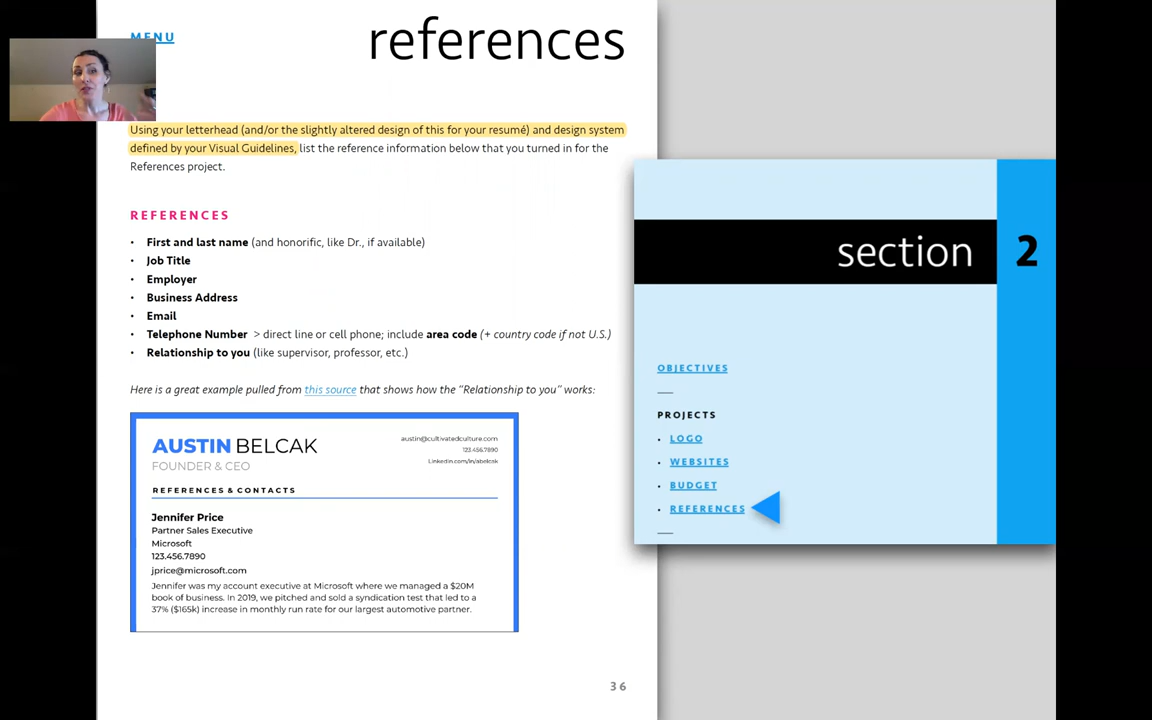 MENU
references
Using your letterhead (and/or the slightly altered design of this for your resumé) and design system
defined by your Visual Guidelines, list the reference information below that you turned in for the
References project.
REFERENCES
• First and last name (and honorific, like Dr., if available)
• Job Title
• Employer
• Business Address
• Email
• Telephone Number > direct line or cell phone; include area code (+ country code if not U.S.)
• Relationship to you (like supervisor, professor, etc.)
Here is a great example pulled from this source that shows how the "Relationship to you" works:
AUSTIN BELCAK
FOUNDER & CEO
austin@cultivatedculture.com
123.456.7890
Linkedin.com/in/abelcak
REFERENCES & CONTACTS
Jennifer Price
Partner Sales Executive
Microsoft
123.456.7890
jprice@microsoft.com
Jennifer was my account executive at Microsoft where we managed a $20M
book of business. In 2019, we pitched and sold a syndication test that led to a
37% ($165k) increase in monthly run rate for our largest automotive partner.
36
section 2
OBJECTIVES
PROJECTS
• LOGO
• WEBSITES
• BUDGET
• REFERENCES